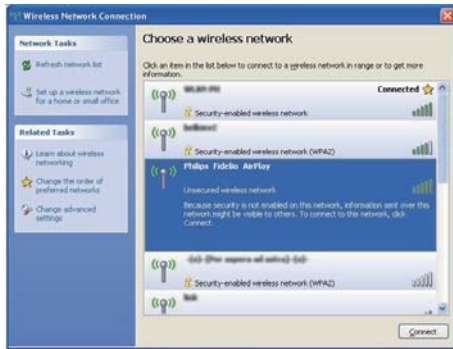 Wireless Network Connection
Network Tasks
Refresh network list
Set up a wireless network
for a home or small office
Related Tasks
Learn about wireless
networking
Change the order of
preferred networks
Change advanced
settings
Choose a wireless network
Click an item in the list below to connect to a wireless network in range or to get more
information.
Connected
Security-enabled wireless network
Security-enabled wireless network (WPA2)
Philips Fidelio AirPlay
Unsecured wireless network
Because security is not enabled on this network, information sent over this
network might be visible to others. To connect to this network, click
Connect.
Security-enabled wireless network (WPA2)
Connect